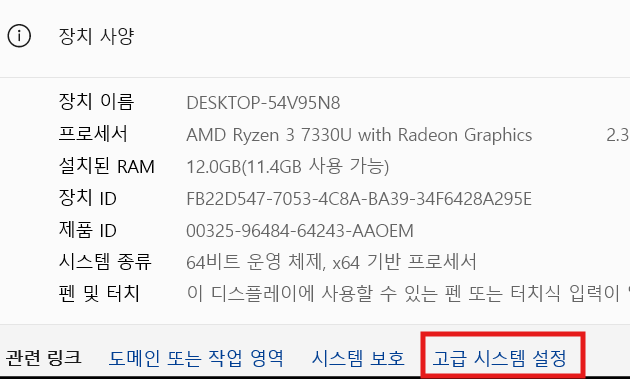 장치 사양
장치 이름 DESKTOP-54V95N8
프로세서 AMD Ryzen 3 7330U with Radeon Graphics 2.3
설치된 RAM 12.0GB(11.4GB 사용 가능)
장치 ID FB22D547-7053-4C8A-BA39-34F6428A295E
제품 ID 00325-96484-64243-AAOEM
시스템 종류 64비트 운영 체제, x64 기반 프로세서
펜 및 터치 이 디스플레이에 사용할 수 있는 펜 또는 터치식 입력이
관련 링크 도메인 또는 작업 영역 시스템 보호 고급 시스템 설정